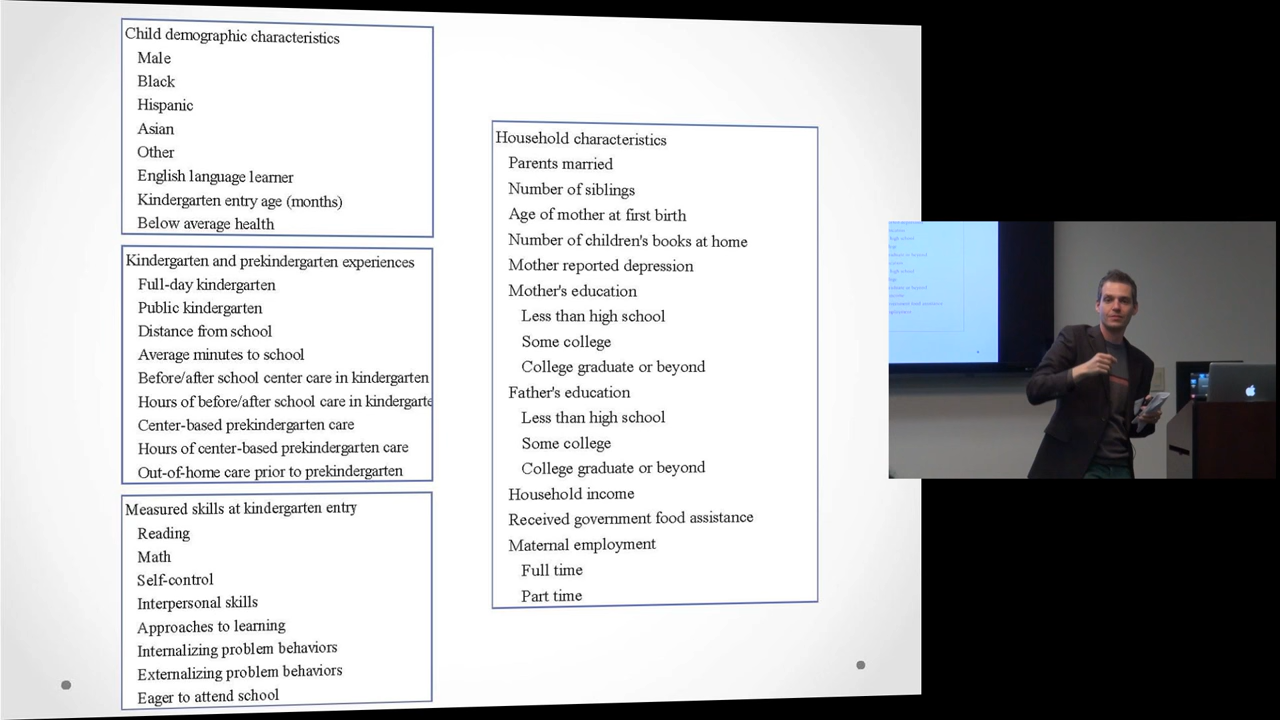 Child demographic characteristics
Male
Black
Hispanic
Asian
Other
English language learner
Kindergarten entry age (months)
Below average health
Kindergarten and prekindergarten experiences
Full-day kindergarten
Public kindergarten
Distance from school
Average minutes to school
Before/after school center care in kindergarten
Hours of before/after school care in kindergarte
Center-based prekindergarten care
Hours of center-based prekindergarten care
Out-of-home care prior to prekindergarten
Measured skills at kindergarten entry
Reading
Math
Self-control
Interpersonal skills
Approaches to learning
Internalizing problem behaviors
Externalizing problem behaviors
Eager to attend school
Household characteristics
Parents married
Number of siblings
Age of mother at first birth
Number of children's books at home
Mother reported depression
Mother's education
Less than high school
Some college
College graduate or beyond
Father's education
Less than high school
Some college
College graduate or beyond
Household income
Received government food assistance
Maternal employment
Full time
Part time